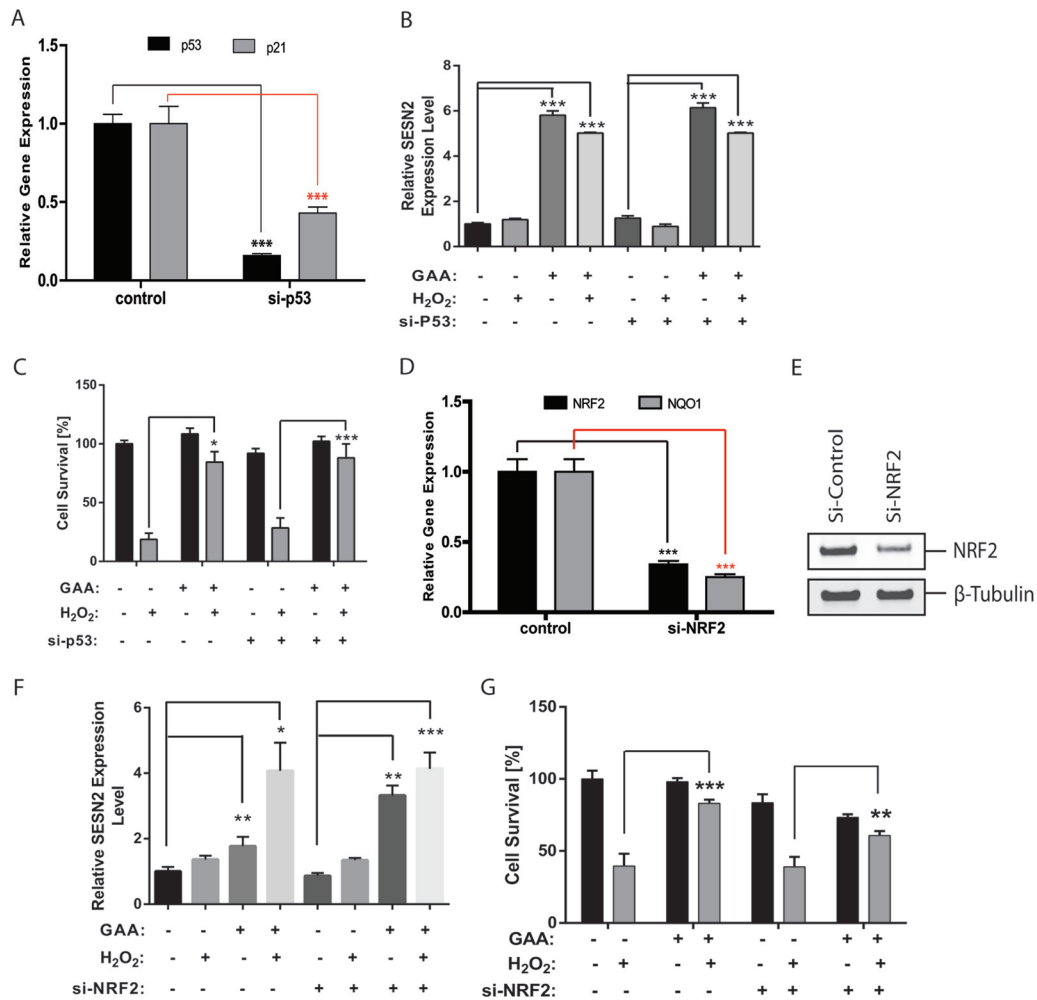 A
p53 p21
Relative Gene Expression
1.5
1.0
0.5
0.0
***
***
control si-p53
B
Relative SESN2
Expression Level
8
6
4
2
0
*** *** *** ***
GAA: - - + + - - + +
H₂O₂: - + - + - + - +
si-P53: - - - - + + + +
C
Cell Survival [%]
150
100
50
0
* ***
GAA: - - + + - - + +
H₂O₂: - + - + - + - +
si-p53: - - - - + + + +
D
NRF2 NQO1
Relative Gene Expression
1.5
1.0
0.5
0.0
*** ***
control si-NRF2
E
Si-Control
Si-NRF2
NRF2
β-Tubulin
F
Relative SESN2 Expression
Level
6
4
2
0
** * ** ***
GAA: - - + + - - + +
H₂O₂: - + - + - + - +
si-NRF2: - - - - + + + +
G
Cell Survival [%]
150
100
50
0
*** **
GAA: - - + + - - + +
H₂O₂: - + - + - + - +
si-NRF2: - - - - + + + +